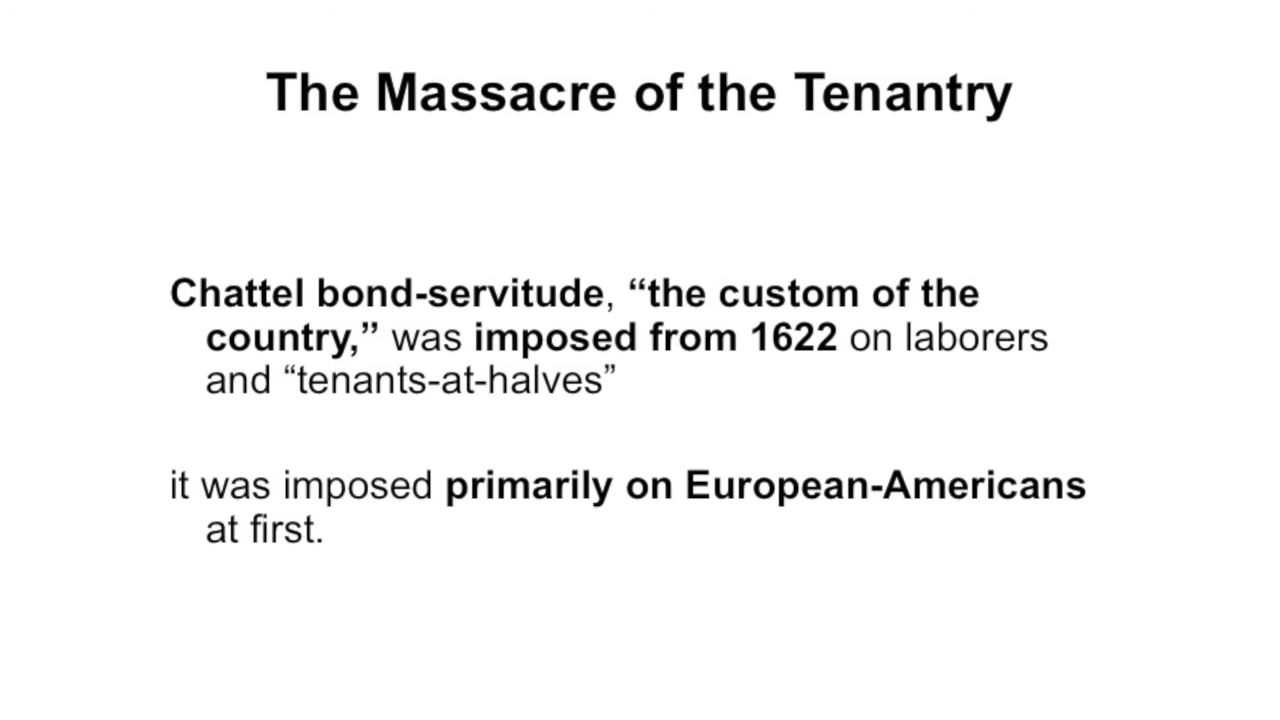 The Massacre of the Tenantry
Chattel bond-servitude, “the custom of the
country,” was imposed from 1622 on laborers
and “tenants-at-halves”
it was imposed primarily on European-Americans
at first.